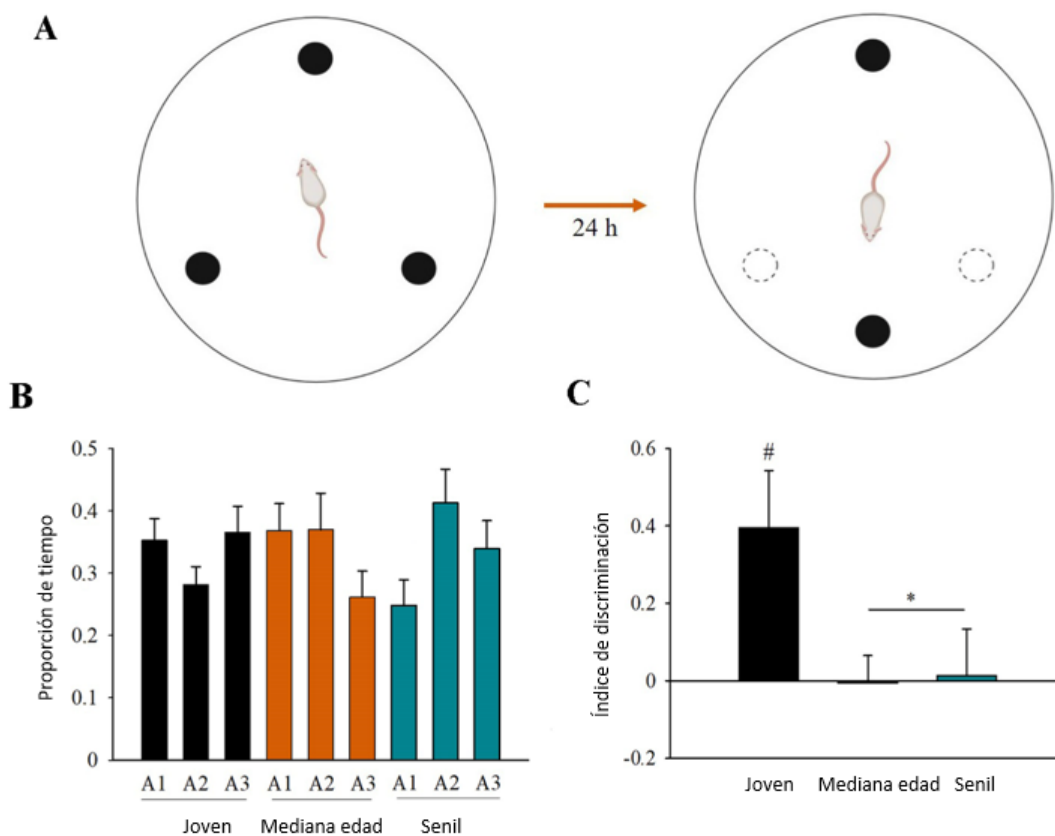 A
24 h
B
Proporción de tiempo
0.5
0.4
0.3
0.2
0.1
0
A1 A2 A3 A1 A2 A3 A1 A2 A3
Joven Mediana edad Senil
C
Índice de discriminación
0.6
0.4
0.2
0
-0.2
#
*
Joven Mediana edad Senil